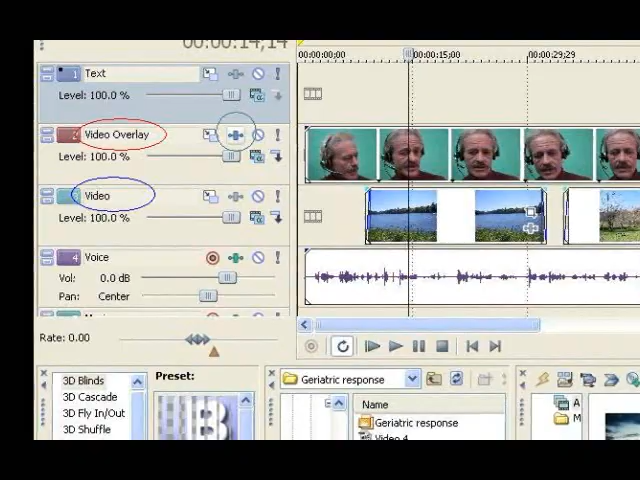 00:00:14;14
00:00:00;00 00:00:15;00 00:00:29;29
1 Text
Level: 100.0 %
2 Video Overlay
Level: 100.0 %
Video
Level: 100.0 %
4 Voice
Vol: 0.0 dB
Pan: Center
Rate: 0.00
3D Blinds
3D Cascade
3D Fly In/Out
3D Shuffle
Preset:
B
Geriatric response
Name
Geriatric response
Video 4
A
M